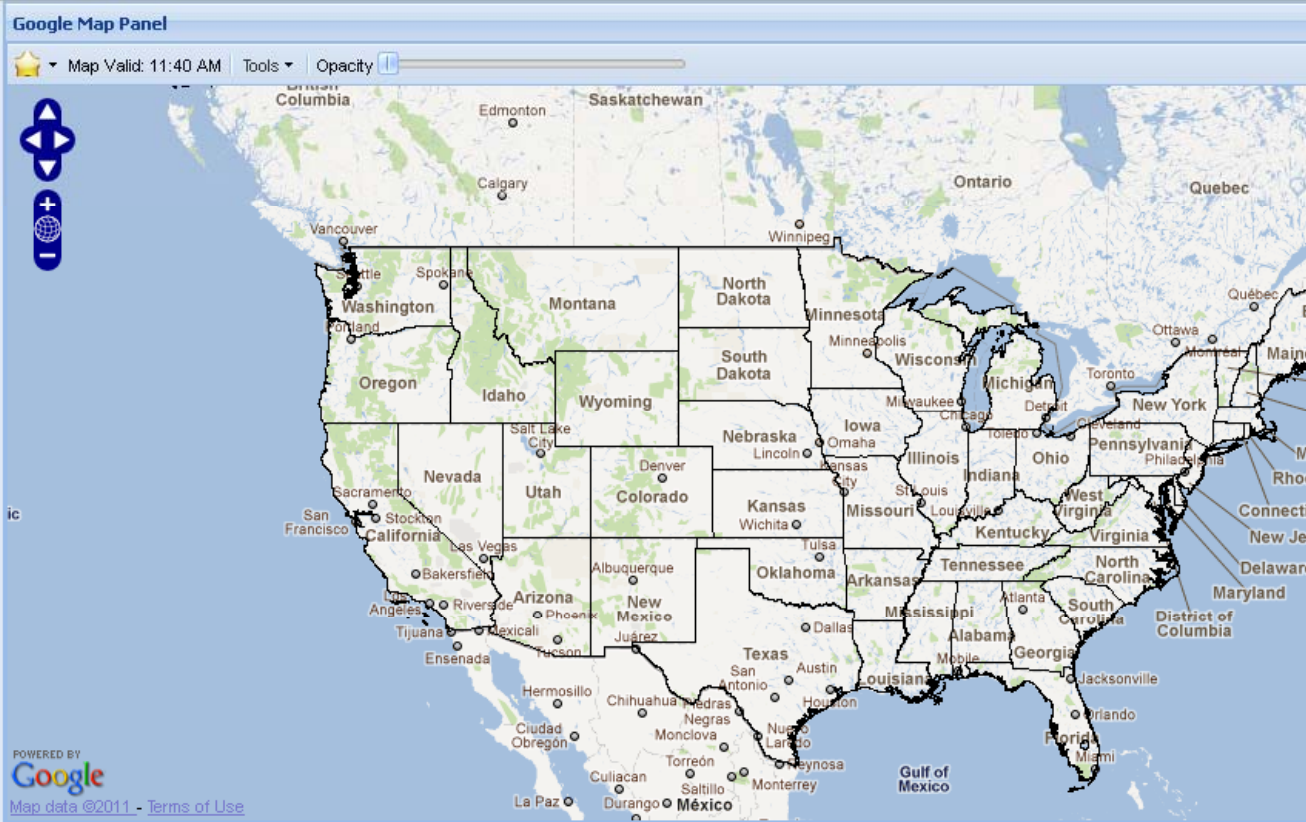 Google Map Panel
Map Valid: 11:40 AM
Tools
Opacity
British
Columbia
Edmonton
Saskatchewan
Calgary
Ontario
Quebec
Vancouver
Winnipeg
Seattle
Spokane
Washington
Montana
North
Dakota
Minnesota
Québec
Portland
Minneapolis
Ottawa
Montréal
Maine
Oregon
Idaho
Wyoming
South
Dakota
Wisconsin
Michigan
Toronto
Milwaukee
Chicago
Detroit
New York
Salt Lake
City
Nebraska
Lincoln
Iowa
Omaha
Toledo
Cleveland
Pennsylvania
Philadelphia
Nevada
Utah
Denver
Colorado
Kansas
City
Illinois
Indiana
Ohio
Sacramento
San
Francisco
Stockton
California
Kansas
Wichita
Missouri
St Louis
Louisville
West
Virginia
Kentucky
Virginia
M
Rho
Connecti
New Je
ic
Las Vegas
Bakersfield
Albuquerque
Tulsa
Oklahoma
Arkansas
Tennessee
North
Carolina
Delaware
Maryland
Los
Angeles
Riverside
Arizona
Phoenix
New
Mexico
Mississippi
Atlanta
South
Carolina
District of
Columbia
Tijuana
Mexicali
Ensenada
Tucson
Juárez
Dallas
Alabama
Georgia
Texas
Austin
San
Antonio
Houston
Louisiana
Mobile
Jacksonville
Hermosillo
Chihuahua
Piedras
Negras
Orlando
Ciudad
Obregón
Monclova
Nuevo
Laredo
Florida
Miami
Torreón
Reynosa
Culiacan
Saltillo
Monterrey
Gulf of
Mexico
La Paz
Durango
México
POWERED BY
Google
Map data ©2011 - Terms of Use